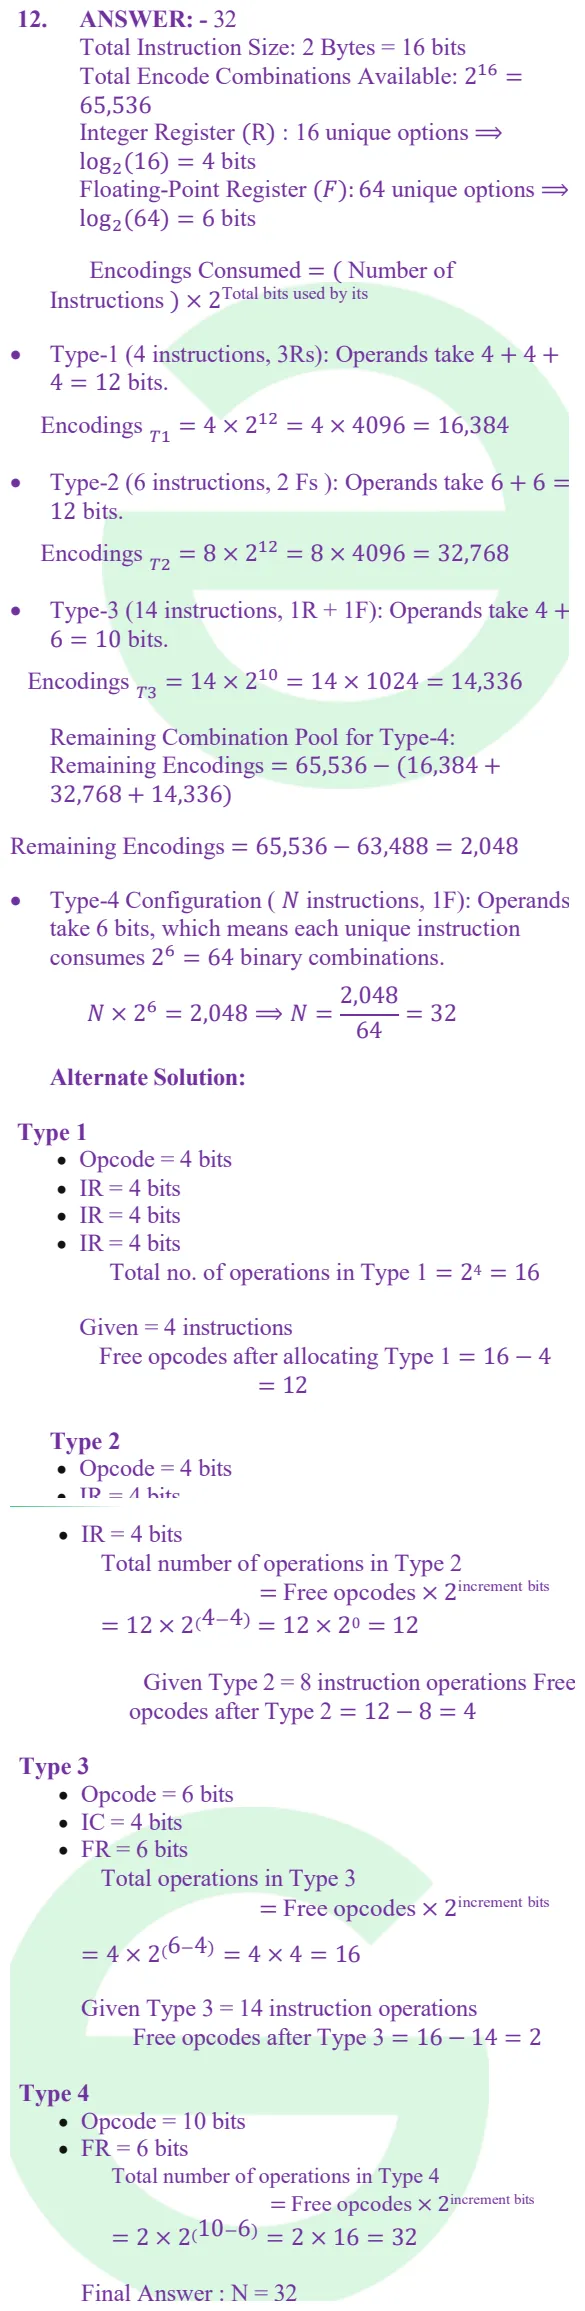 12. ANSWER: - 32
Total Instruction Size: 2 Bytes = 16 bits
Total Encode Combinations Available: 2^16 =
65,536
Integer Register (R) : 16 unique options ⟹
log₂(16) = 4 bits
Floating-Point Register (F): 64 unique options ⟹
log₂(64) = 6 bits
Encodings Consumed = ( Number of
Instructions ) × 2^Total bits used by its
• Type-1 (4 instructions, 3Rs): Operands take 4 + 4 +
4 = 12 bits.
Encodings _T1 = 4 × 2^12 = 4 × 4096 = 16,384
• Type-2 (6 instructions, 2 Fs ): Operands take 6 + 6 =
12 bits.
Encodings _T2 = 8 × 2^12 = 8 × 4096 = 32,768
• Type-3 (14 instructions, 1R + 1F): Operands take 4 +
6 = 10 bits.
Encodings _T3 = 14 × 2^10 = 14 × 1024 = 14,336
Remaining Combination Pool for Type-4:
Remaining Encodings = 65,536 − (16,384 +
32,768 + 14,336)
Remaining Encodings = 65,536 − 63,488 = 2,048
• Type-4 Configuration ( N instructions, 1F): Operands
take 6 bits, which means each unique instruction
consumes 2^6 = 64 binary combinations.
N × 2^6 = 2,048 ⟹ N = 2,048/64 = 32
Alternate Solution:
Type 1
• Opcode = 4 bits
• IR = 4 bits
• IR = 4 bits
• IR = 4 bits
Total no. of operations in Type 1 = 2^4 = 16
Given = 4 instructions
Free opcodes after allocating Type 1 = 16 − 4
= 12
Type 2
• Opcode = 4 bits
• IR = 4 bits
• IR = 4 bits
Total number of operations in Type 2
= Free opcodes × 2^increment bits
= 12 × 2^(4−4) = 12 × 2^0 = 12
Given Type 2 = 8 instruction operations Free
opcodes after Type 2 = 12 − 8 = 4
Type 3
• Opcode = 6 bits
• IC = 4 bits
• FR = 6 bits
Total operations in Type 3
= Free opcodes × 2^increment bits
= 4 × 2^(6−4) = 4 × 4 = 16
Given Type 3 = 14 instruction operations
Free opcodes after Type 3 = 16 − 14 = 2
Type 4
• Opcode = 10 bits
• FR = 6 bits
Total number of operations in Type 4
= Free opcodes × 2^increment bits
= 2 × 2^(10−6) = 2 × 16 = 32
Final Answer : N = 32